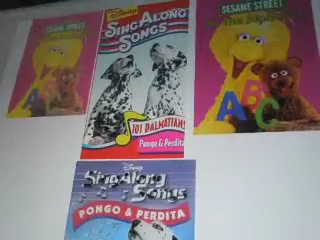 SESAME STREET
ABC
Disney's
SING ALONG
SONGS
101 DALMATIANS
Pongo & Perdita
SESAME STREET
ABC
Disney's
Sing Along
Songs
PONGO & PERDITA